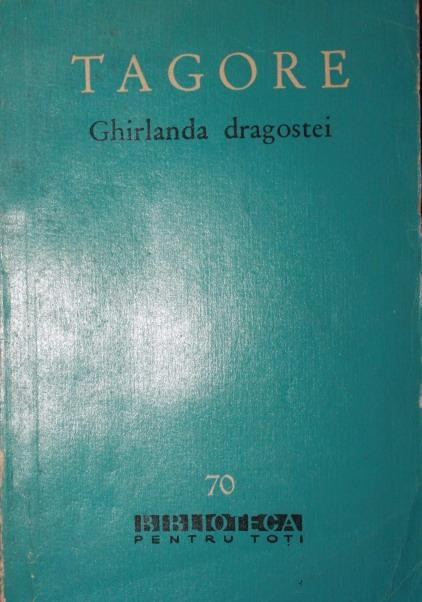 TAGORE
Ghirlanda dragostei
70
BIBLIOTECA
PENTRU TOȚI